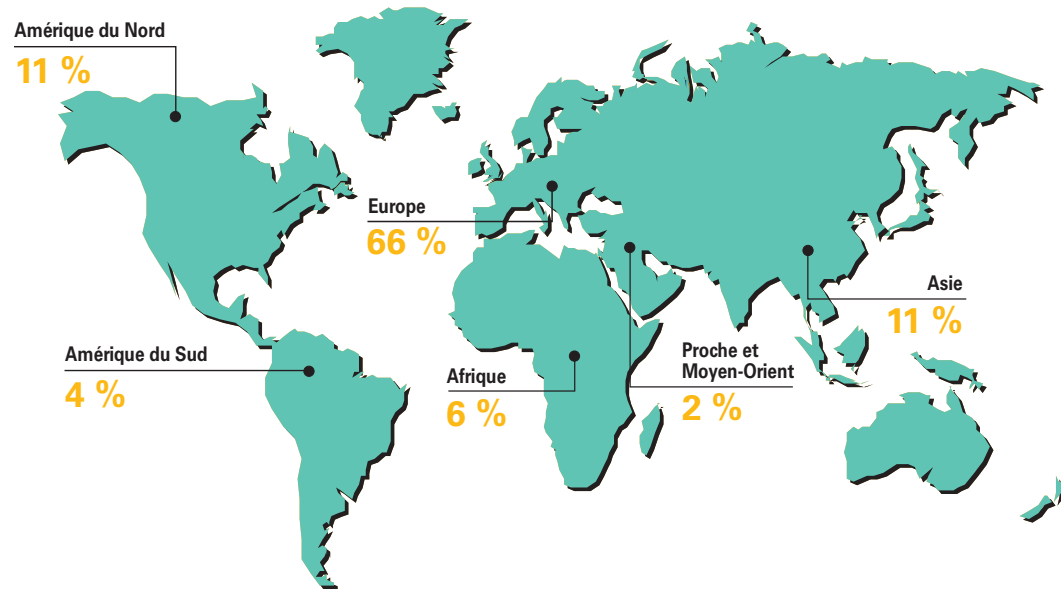 Amérique du Nord
11 %
Europe
66 %
Asie
11 %
Amérique du Sud
4 %
Afrique
6 %
Proche et
Moyen-Orient
2 %